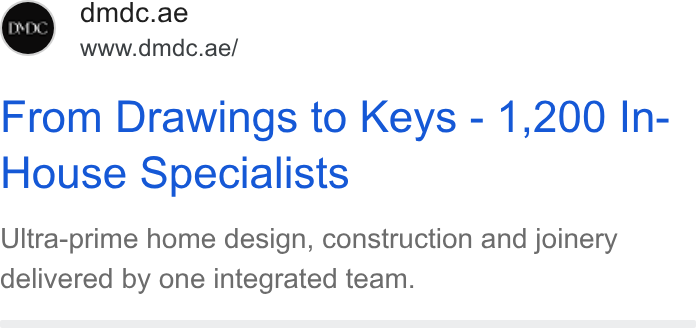 DMDC
dmdc.ae
www.dmdc.ae/
From Drawings to Keys - 1,200 In-
House Specialists
Ultra-prime home design, construction and joinery
delivered by one integrated team.